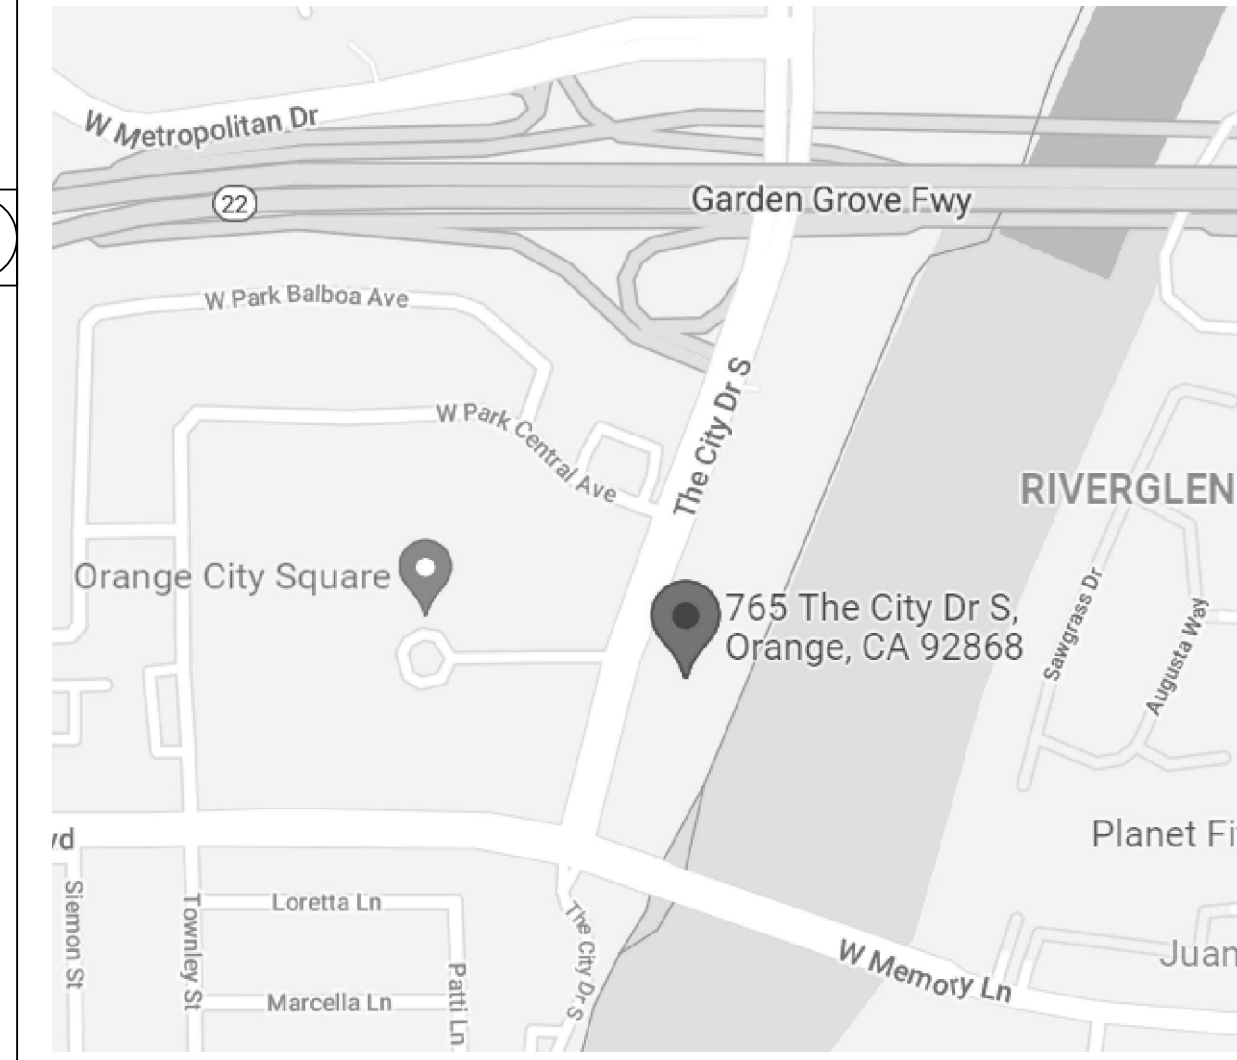 W Metropolitan Dr
22
Garden Grove Fwy
W Park Balboa Ave
The City Dr S
W Park Central Ave
RIVERGLEN
Orange City Square
765 The City Dr S,
Orange, CA 92868
Sawgrass Dr
Augusta Way
Planet Fi
vd
Siemon St
Townley St
Loretta Ln
The City Dr S
Patti Ln
Marcella Ln
W Memory Ln
Juan